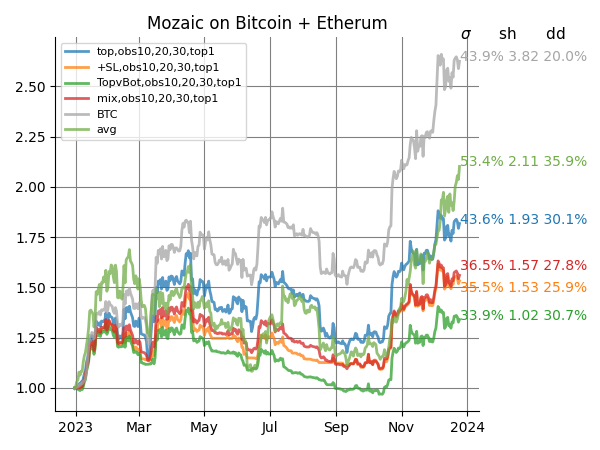 Mozaic on Bitcoin + Etherum
σ sh dd
top,obs10,20,30,top1
+SL,obs10,20,30,top1
TopvBot,obs10,20,30,top1
mix,obs10,20,30,top1
BTC
avg
43.9% 3.82 20.0%
53.4% 2.11 35.9%
43.6% 1.93 30.1%
36.5% 1.57 27.8%
35.5% 1.53 25.9%
33.9% 1.02 30.7%
2.50
2.25
2.00
1.75
1.50
1.25
1.00
2023 Mar May Jul Sep Nov 2024